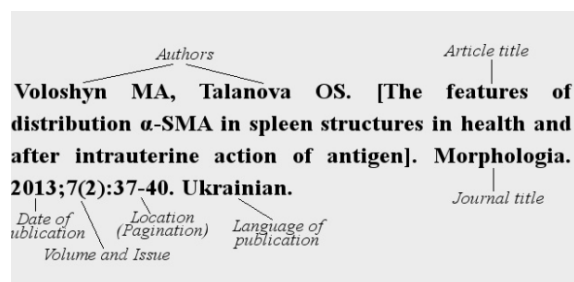 Authors
Article title
Voloshyn MA, Talanova OS. [The features of
distribution α-SMA in spleen structures in health and
after intrauterine action of antigen]. Morphologia.
2013;7(2):37-40. Ukrainian.
Journal title
Date of
ublication
Location
(Pagination)
Language of
publication
Volume and Issue